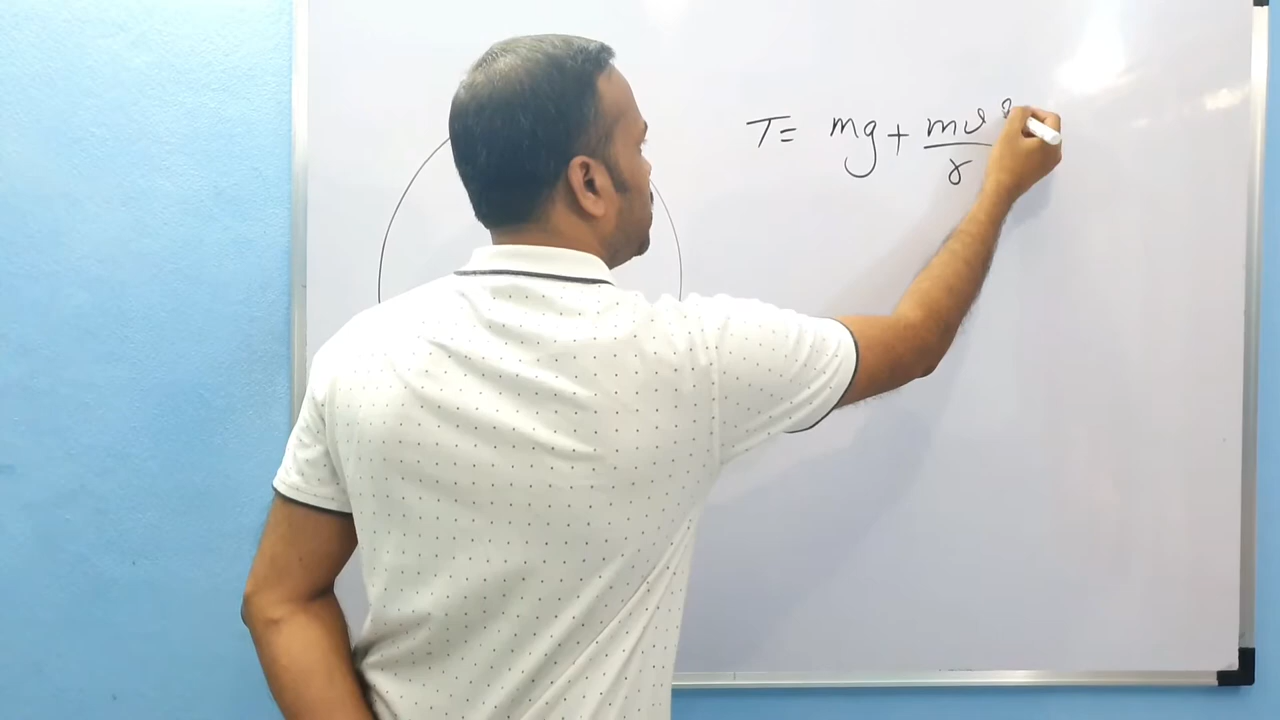 T = mg + mv²/r